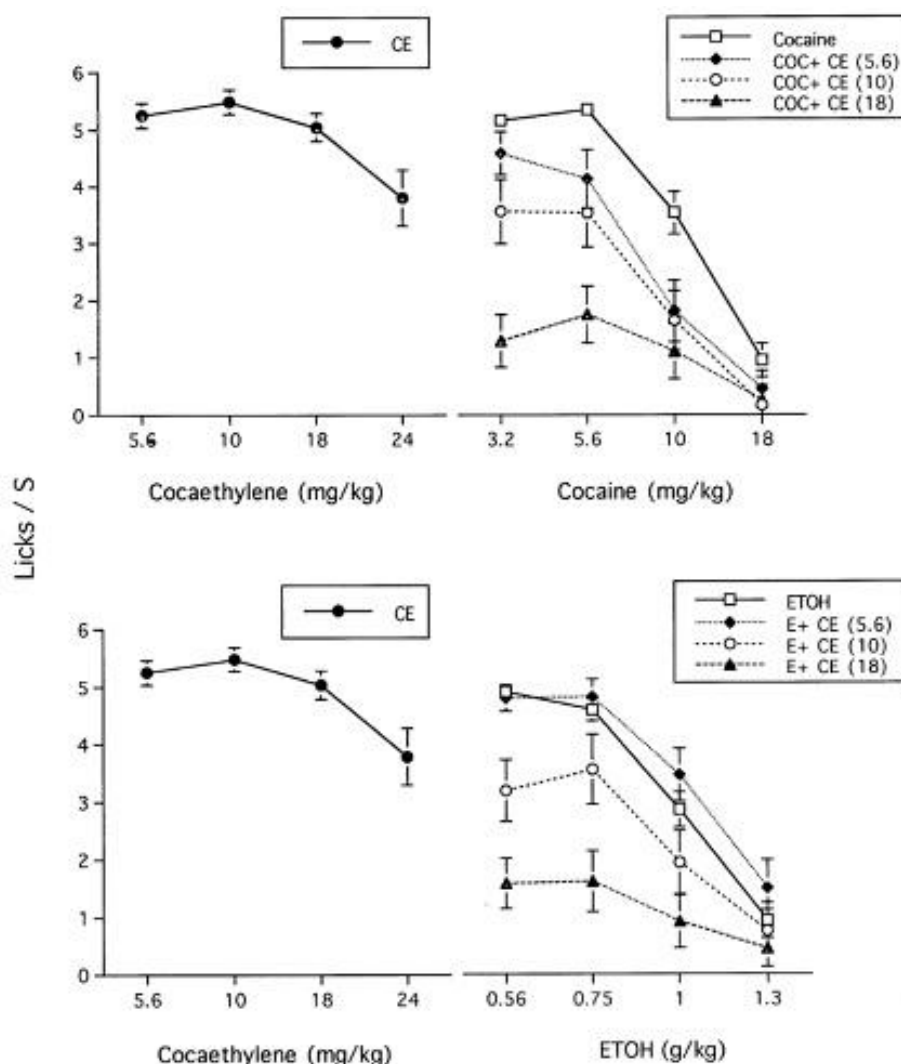 CE
Cocaine
COC+ CE (5.6)
COC+ CE (10)
COC+ CE (18)
6
5
4
3
2
1
0
5.6
10
18
24
3.2
5.6
10
18
Cocaethylene (mg/kg)
Cocaine (mg/kg)
Licks / S
CE
ETOH
E+ CE (5.6)
E+ CE (10)
E+ CE (18)
6
5
4
3
2
1
0
5.6
10
18
24
0.56
0.75
1
1.3
Cocaethylene (mg/kg)
ETOH (g/kg)